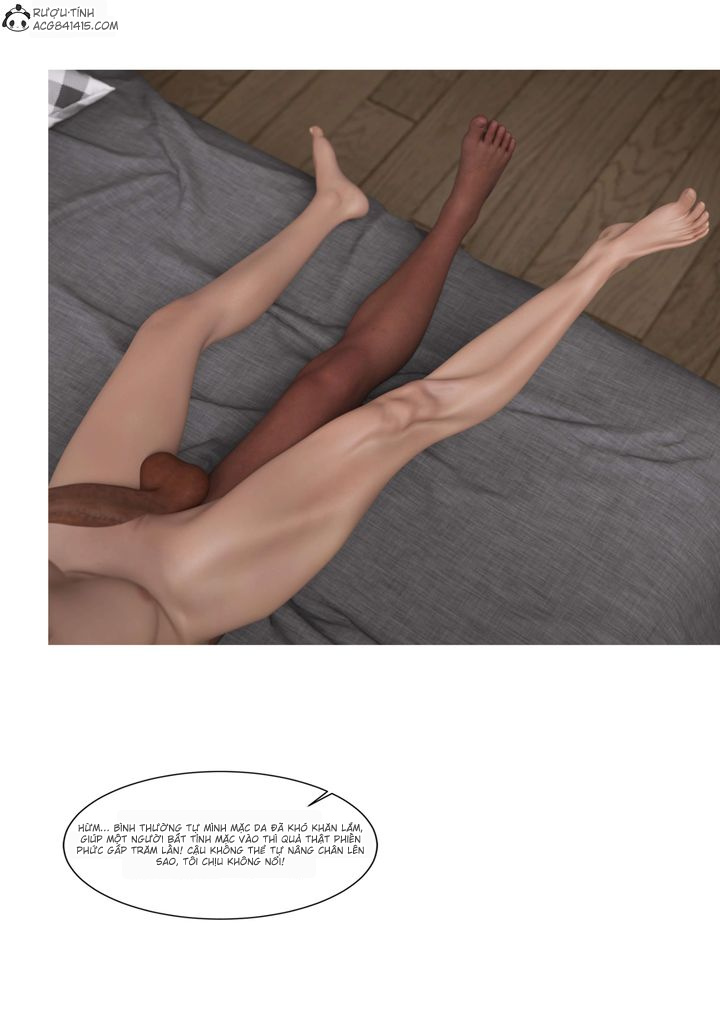 RƯỢU•TÍNH
ACG841415.COM
HỪM... BÌNH THƯỜNG TỰ MÌNH MẶC DA ĐÃ KHÓ KHĂN LẮM,
GIÚP MỘT NGƯỜI BẤT TỈNH MẶC VÀO THÌ QUẢ THẬT PHIỀN
PHỨC GẤP TRĂM LẦN! CẬU KHÔNG THỂ TỰ NÂNG CHÂN LÊN
SAO, TÔI CHỊU KHÔNG NỔI!